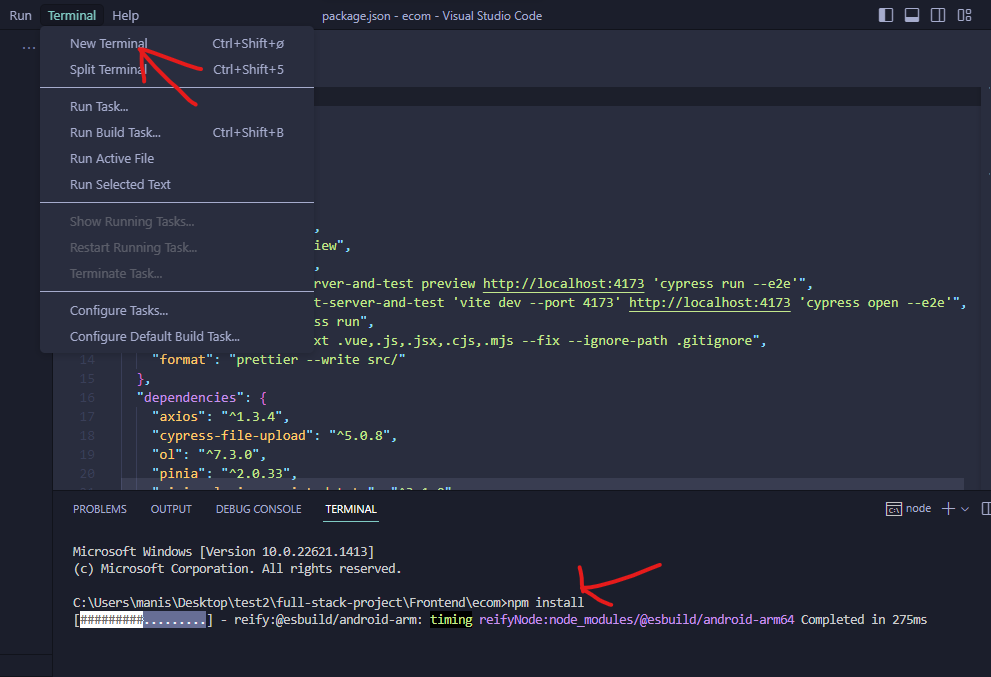 Run Terminal Help package.json - ecom - Visual Studio Code
...
New Terminal Ctrl+Shift+ø
Split Terminal Ctrl+Shift+5
Run Task...
Run Build Task... Ctrl+Shift+B
Run Active File
Run Selected Text
Show Running Tasks...
Restart Running Task...
Terminate Task...
Configure Tasks...
Configure Default Build Task...
,
iew",
,
rver-and-test preview http://localhost:4173 'cypress run --e2e'",
t-server-and-test 'vite dev --port 4173' http://localhost:4173 'cypress open --e2e'",
ss run",
xt .vue,.js,.jsx,.cjs,.mjs --fix --ignore-path .gitignore",
14 "format": "prettier --write src/"
15 },
16 "dependencies": {
17 "axios": "^1.3.4",
18 "cypress-file-upload": "^5.0.8",
19 "ol": "^7.3.0",
20 "pinia": "^2.0.33",
PROBLEMS OUTPUT DEBUG CONSOLE TERMINAL node
Microsoft Windows [Version 10.0.22621.1413]
(c) Microsoft Corporation. All rights reserved.
C:\Users\manis\Desktop\test2\full-stack-project\Frontend\ecom>npm install
[#########.........] - reify:@esbuild/android-arm: timing reifyNode:node_modules/@esbuild/android-arm64 Completed in 275ms